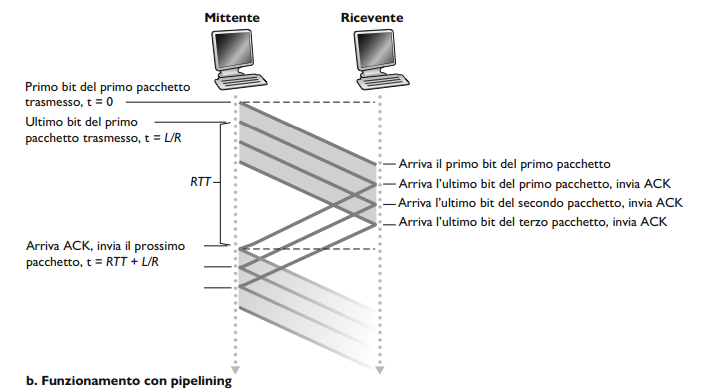 Mittente
Ricevente
Primo bit del primo pacchetto
trasmesso, t = 0
Ultimo bit del primo
pacchetto trasmesso, t = L/R
RTT
Arriva il primo bit del primo pacchetto
Arriva l'ultimo bit del primo pacchetto, invia ACK
Arriva l'ultimo bit del secondo pacchetto, invia ACK
Arriva l'ultimo bit del terzo pacchetto, invia ACK
Arriva ACK, invia il prossimo
pacchetto, t = RTT + L/R
b. Funzionamento con pipelining